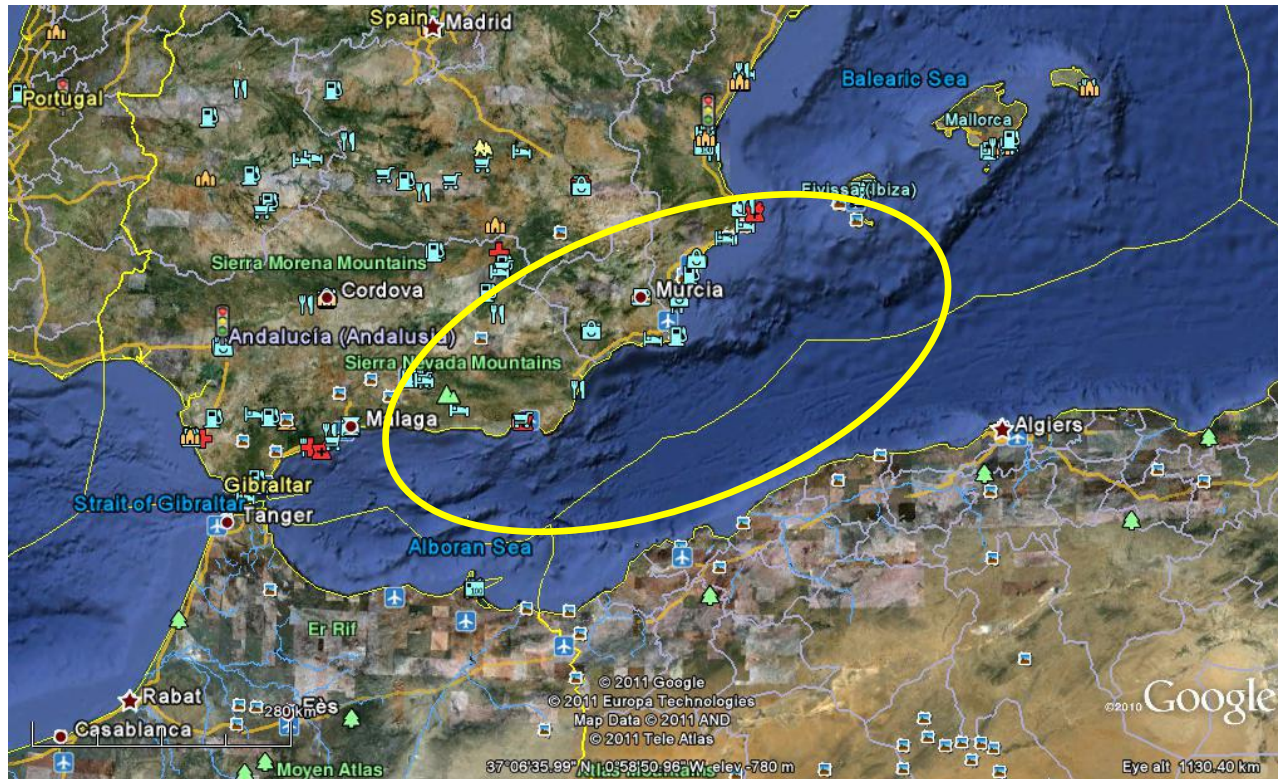 Spain
Madrid
Portugal
Balearic Sea
Mallorca
Eivissa (Ibiza)
Sierra Morena Mountains
Cordova
Murcia
Andalucía (Andalusia)
Sierra Nevada Mountains
Malaga
Algiers
Gibraltar
Strait of Gibraltar
Tanger
Alboran Sea
Er Rif
Rabat
Fès
280 km
Casablanca
Moyen Atlas
Atlas Mountains
© 2011 Google
© 2011 Europa Technologies
Map Data © 2011 AND
© 2011 Tele Atlas
©2010 Google
37°06'35.99" N 0°58'50.96" W elev -780 m
Eye alt 1130.40 km